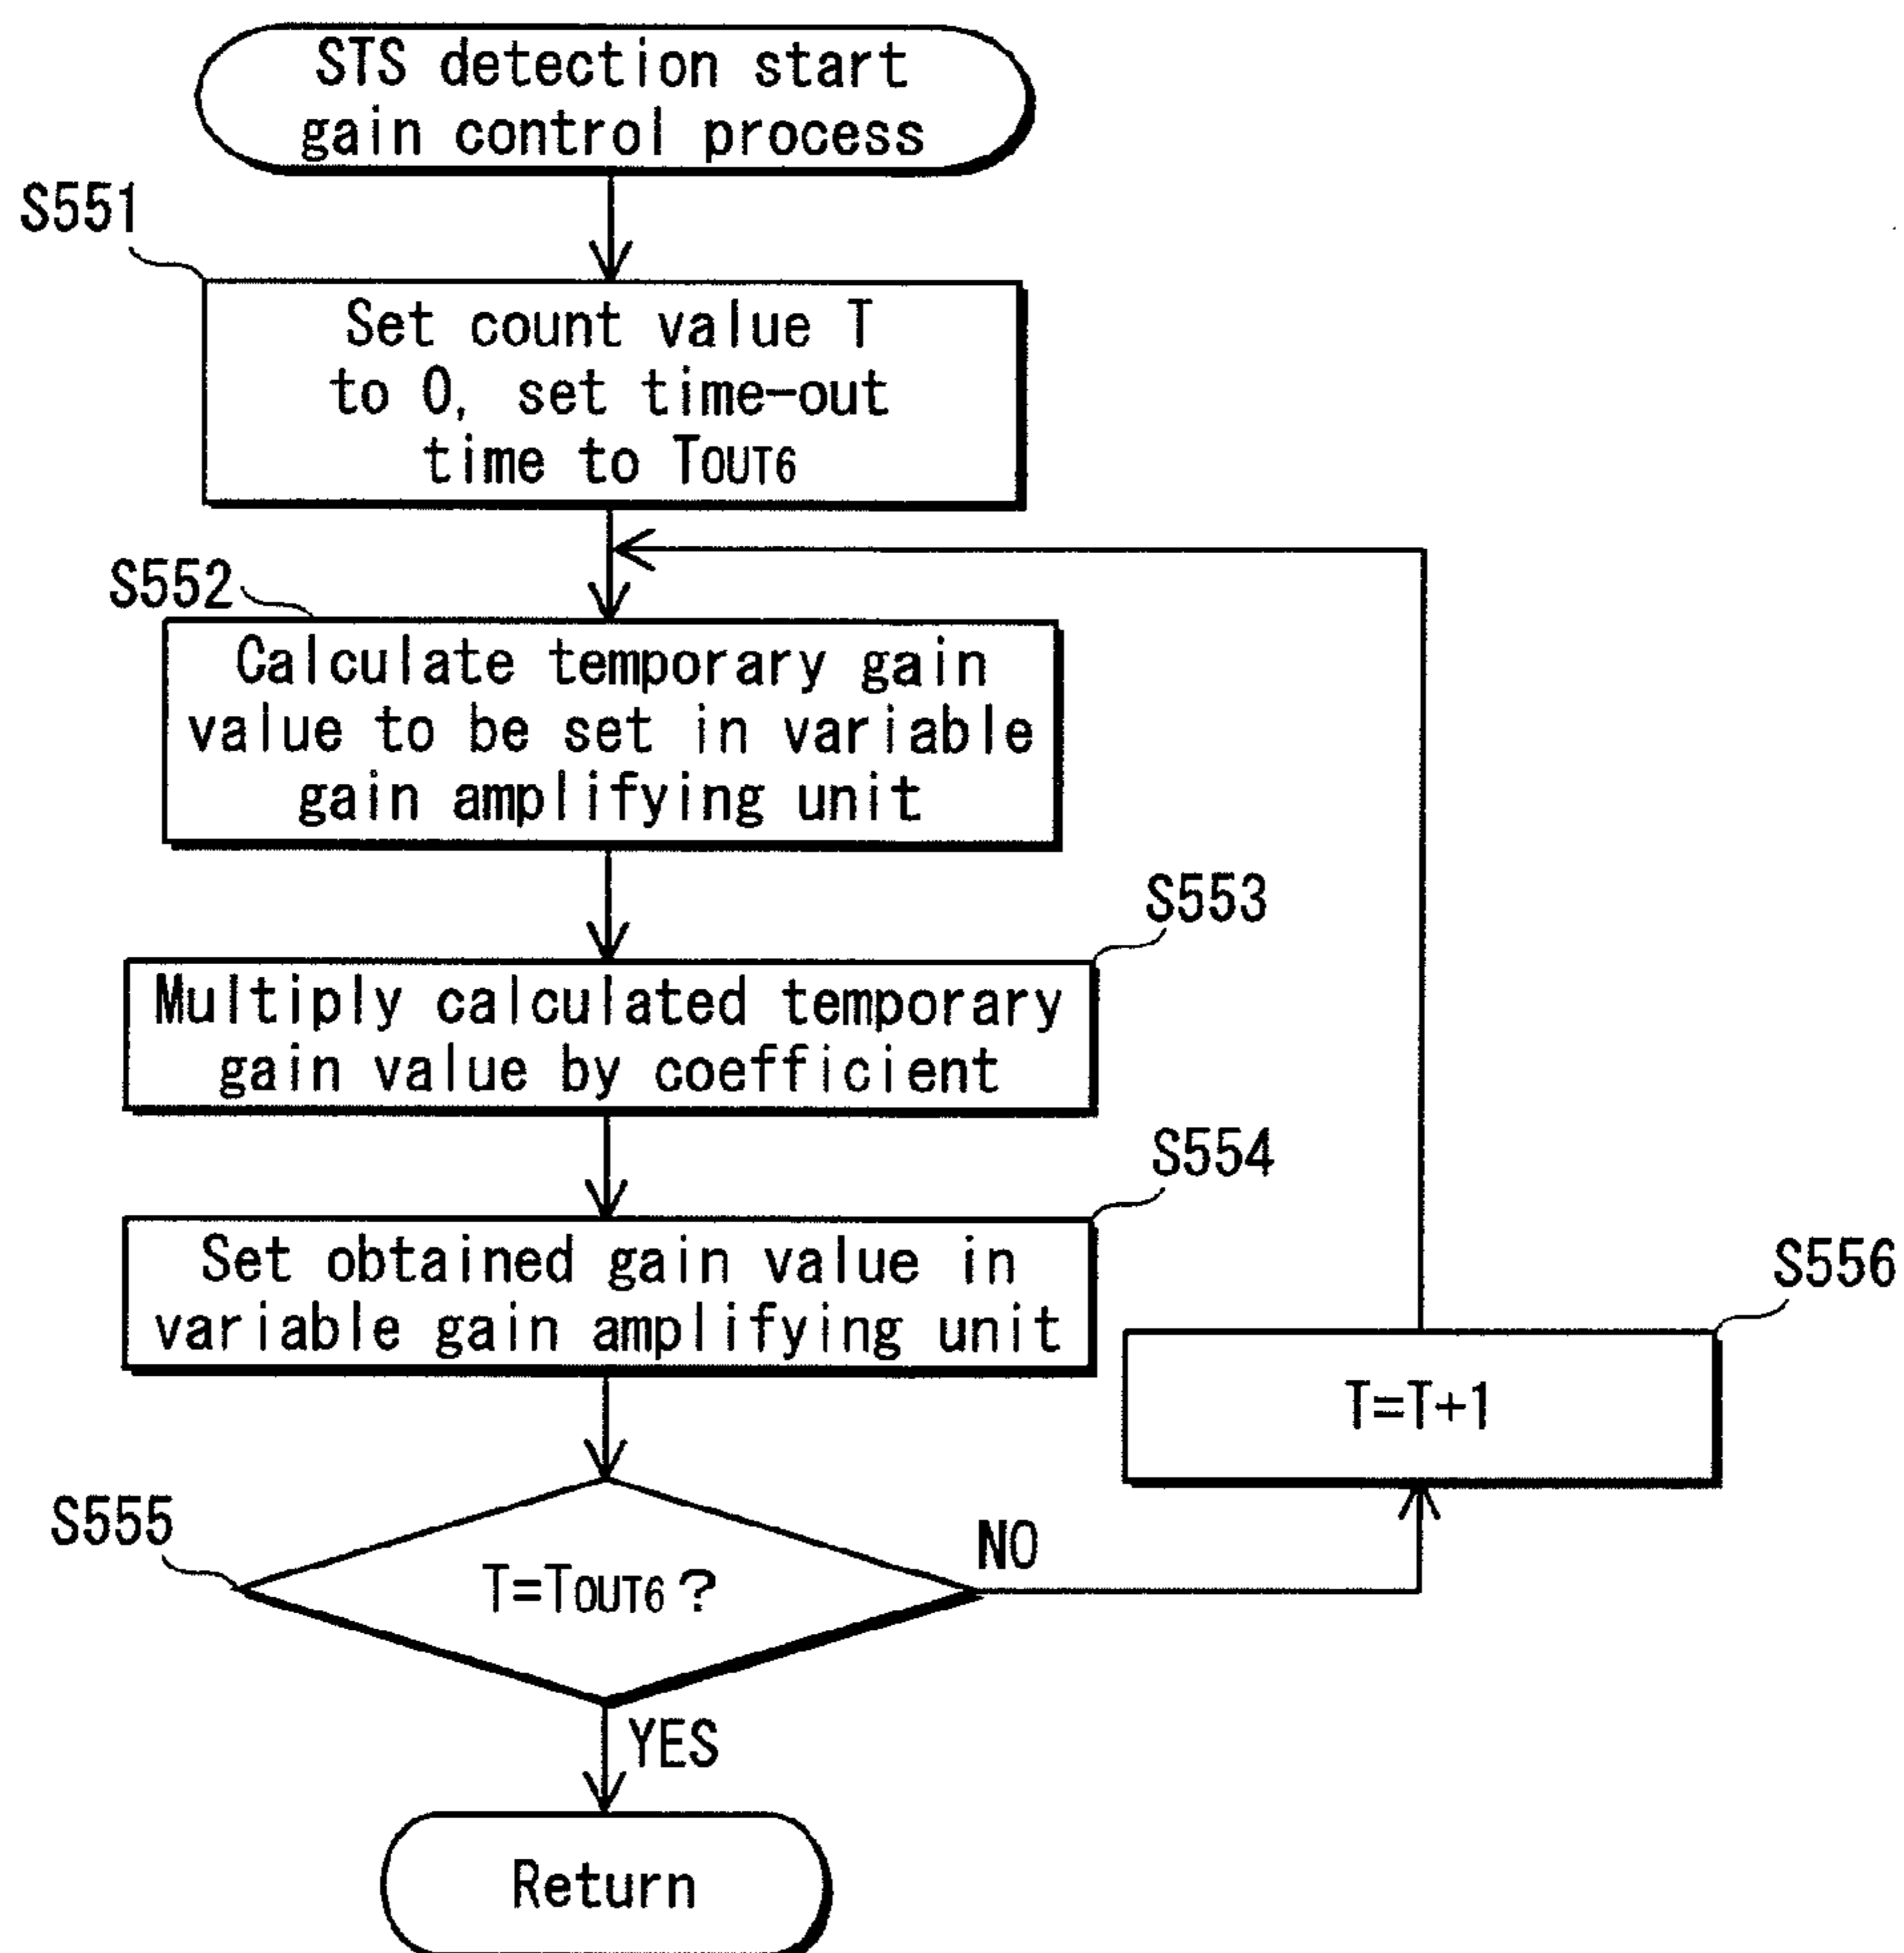 STS detection start
gain control process
S551
Set count value T
to 0, set time-out
time to TOUT6
S552
Calculate temporary gain
value to be set in variable
gain amplifying unit
S553
Multiply calculated temporary
gain value by coefficient
S554
Set obtained gain value in
variable gain amplifying unit
S556
T=T+1
S555
T=TOUT6?
NO
YES
Return